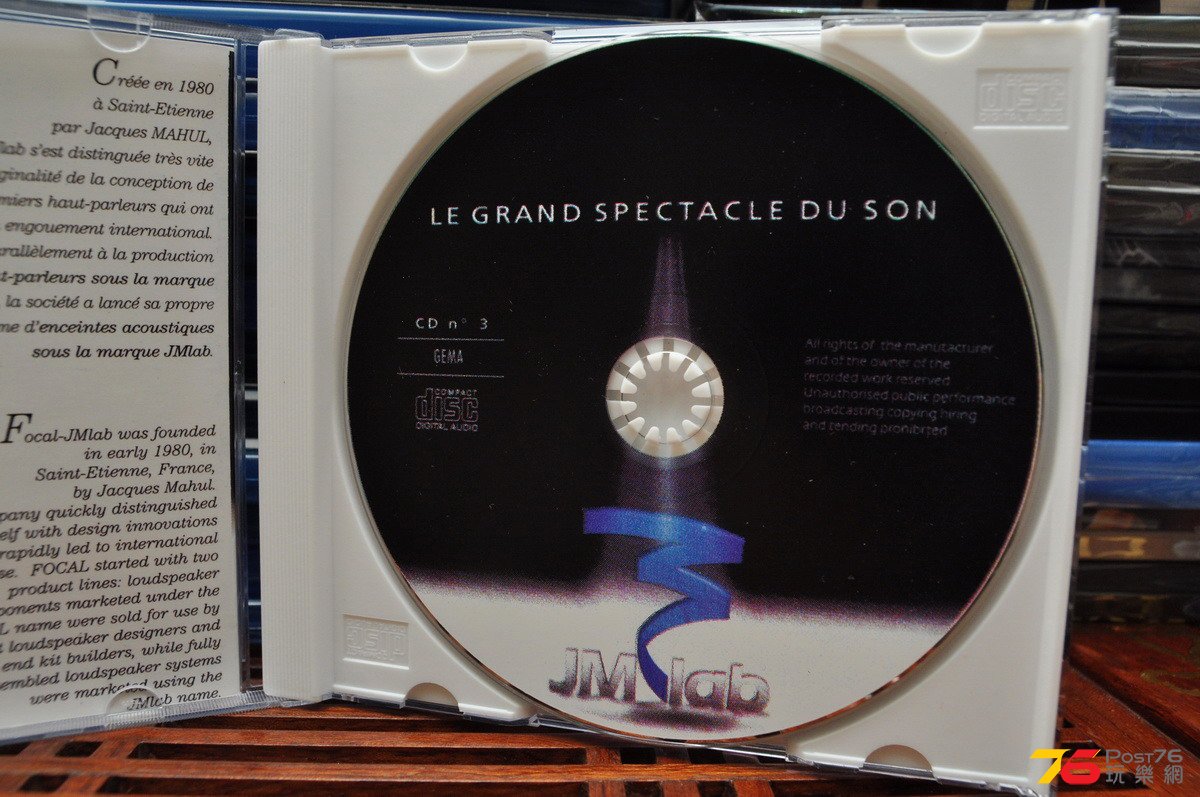 Créée en 1980
à Saint-Etienne
par Jacques MAHUL,
lab s'est distinguée très vite
ginalité de la conception de
miers haut-parleurs qui ont
engouement international.
rallèlement à la production
t-parleurs sous la marque
la société a lancé sa propre
me d'enceintes acoustiques
sous la marque JMlab.
Focal-JMlab was founded
in early 1980, in
Saint-Etienne, France,
by Jacques Mahul.
pany quickly distinguished
elf with design innovations
rapidly led to international
se. FOCAL started with two
product lines: loudspeaker
ponents marketed under the
L name were sold for use by
t loudspeaker designers and
end kit builders, while fully
sembled loudspeaker systems
were marketed using the
JMlab name.
LE GRAND SPECTACLE DU SON
CD n° 3
GEMA
COMPACT
disc
DIGITAL AUDIO
All rights of the manufacturer
and of the owner of the
recorded work reserved
Unauthorised public performance
broadcasting copying hiring
and lending prohibited
JMlab
disc
DIGITAL AUDIO
disc
76 Post76
玩樂網